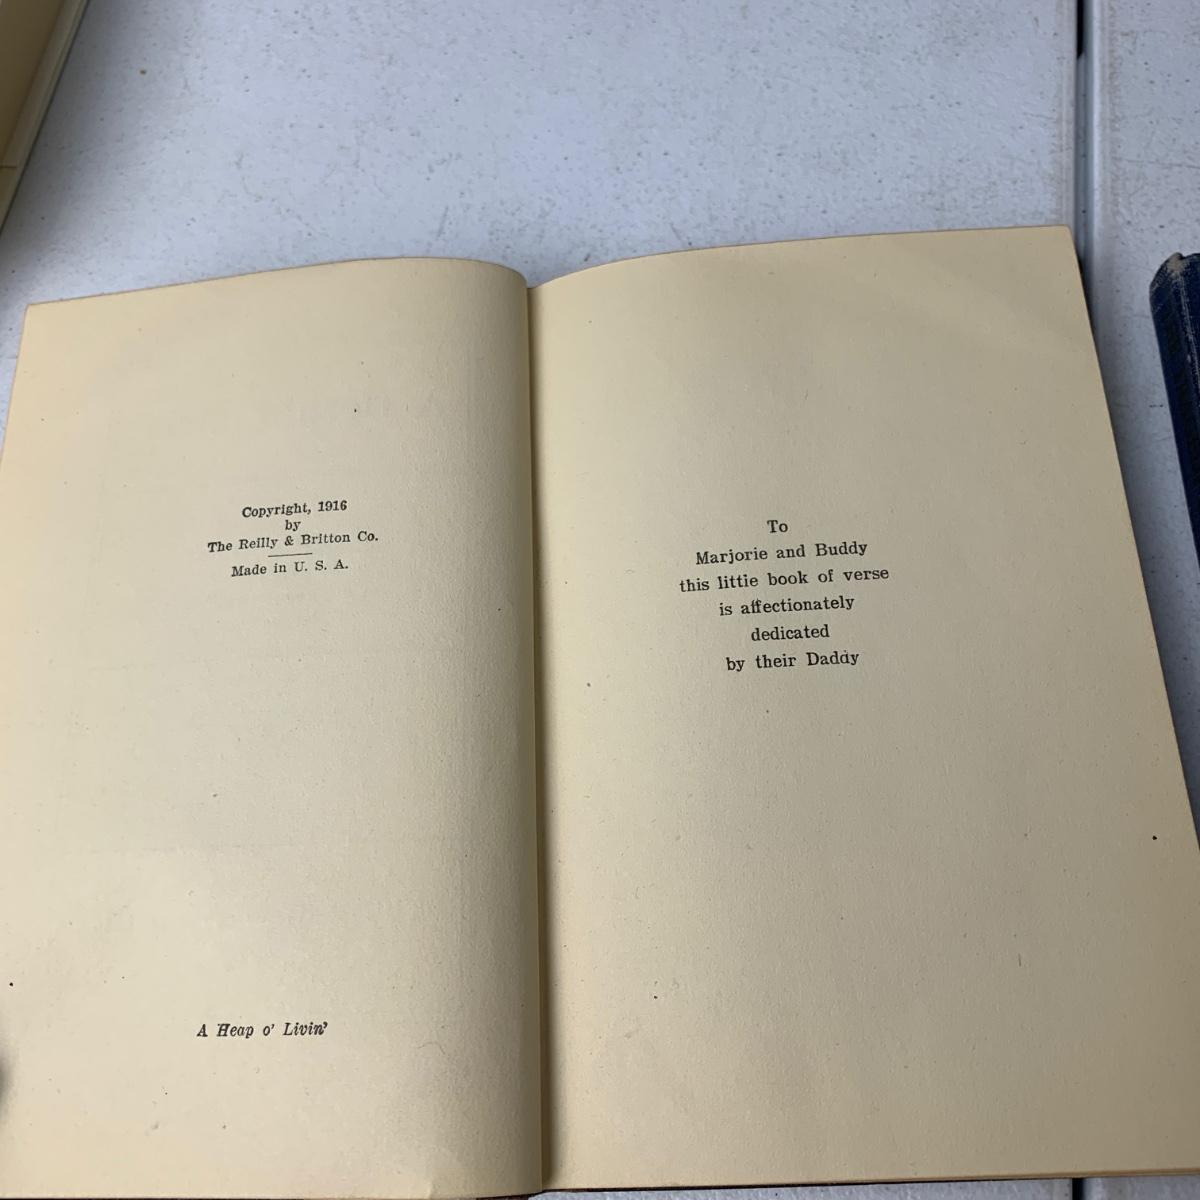 Copyright, 1916
by
The Reilly & Britton Co.
Made in U. S. A.
A Heap o' Livin'
To
Marjorie and Buddy
this little book of verse
is affectionately
dedicated
by their Daddy